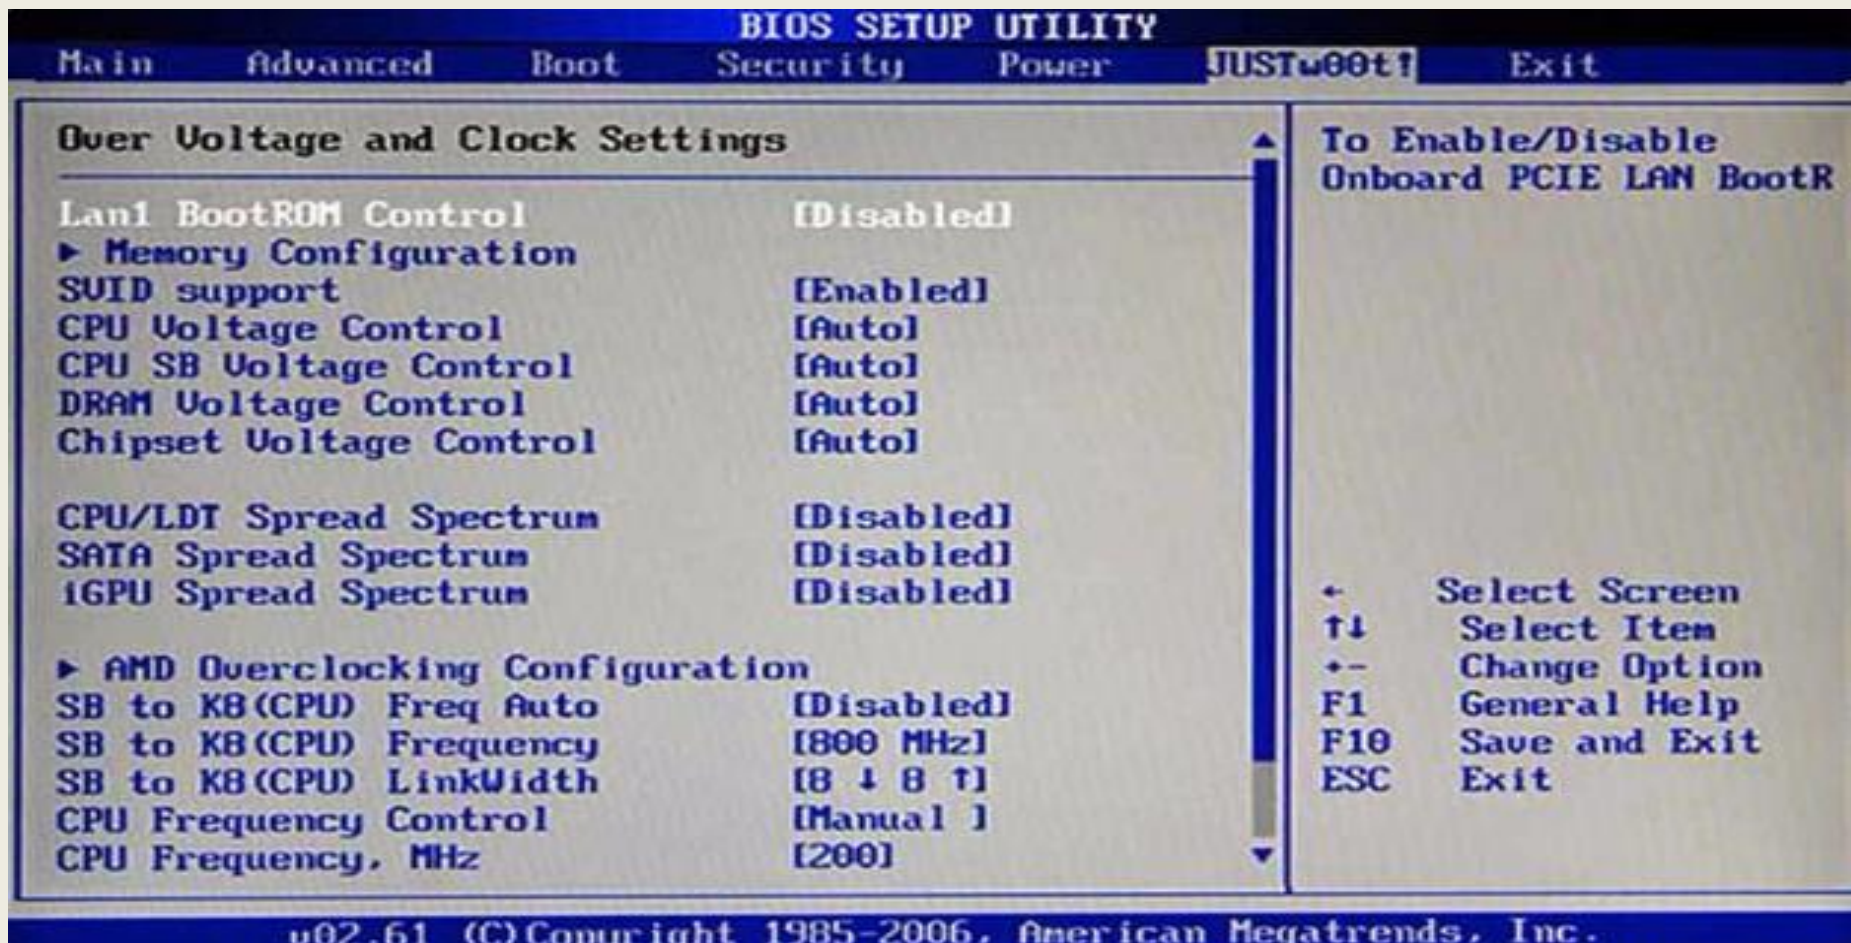 BIOS SETUP UTILITY
Main Advanced Boot Security Power JUSTw00t! Exit
Over Voltage and Clock Settings
Lan1 BootROM Control [Disabled]
► Memory Configuration
SVID support [Enabled]
CPU Voltage Control [Auto]
CPU SB Voltage Control [Auto]
DRAM Voltage Control [Auto]
Chipset Voltage Control [Auto]
CPU/LDT Spread Spectrum [Disabled]
SATA Spread Spectrum [Disabled]
iGPU Spread Spectrum [Disabled]
► AMD Overclocking Configuration
SB to K8(CPU) Freq Auto [Disabled]
SB to K8(CPU) Frequency [800 MHz]
SB to K8(CPU) LinkWidth [8 ↓ 8 ↑]
CPU Frequency Control [Manual ]
CPU Frequency, MHz [200]
To Enable/Disable
Onboard PCIE LAN BootR
← Select Screen
↑↓ Select Item
+- Change Option
F1 General Help
F10 Save and Exit
ESC Exit
v02.61 (C)Copyright 1985-2006, American Megatrends, Inc.